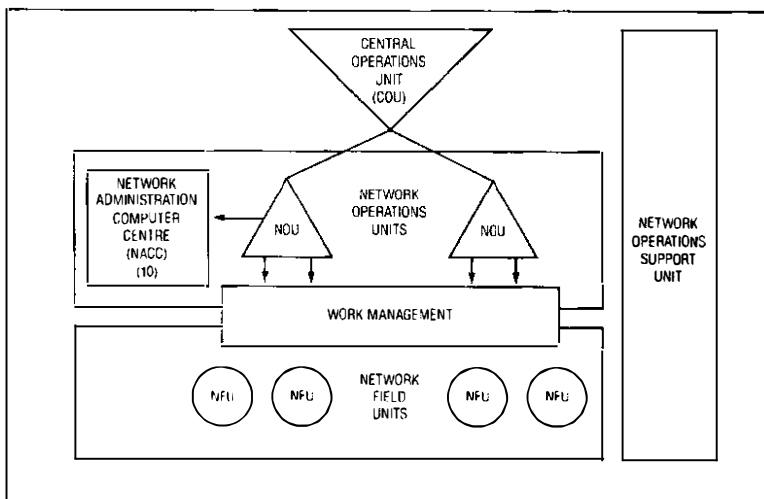 CENTRAL
OPERATIONS
UNIT
(COU)
NETWORK
ADMINISTRATION
COMPUTER
CENTRE
(NACC)
(10)
NOU
NETWORK
OPERATIONS
UNITS
NOU
NETWORK
OPERATIONS
SUPPORT
UNIT
WORK MANAGEMENT
NFU
NFU
NETWORK
FIELD
UNITS
NFU
NFU